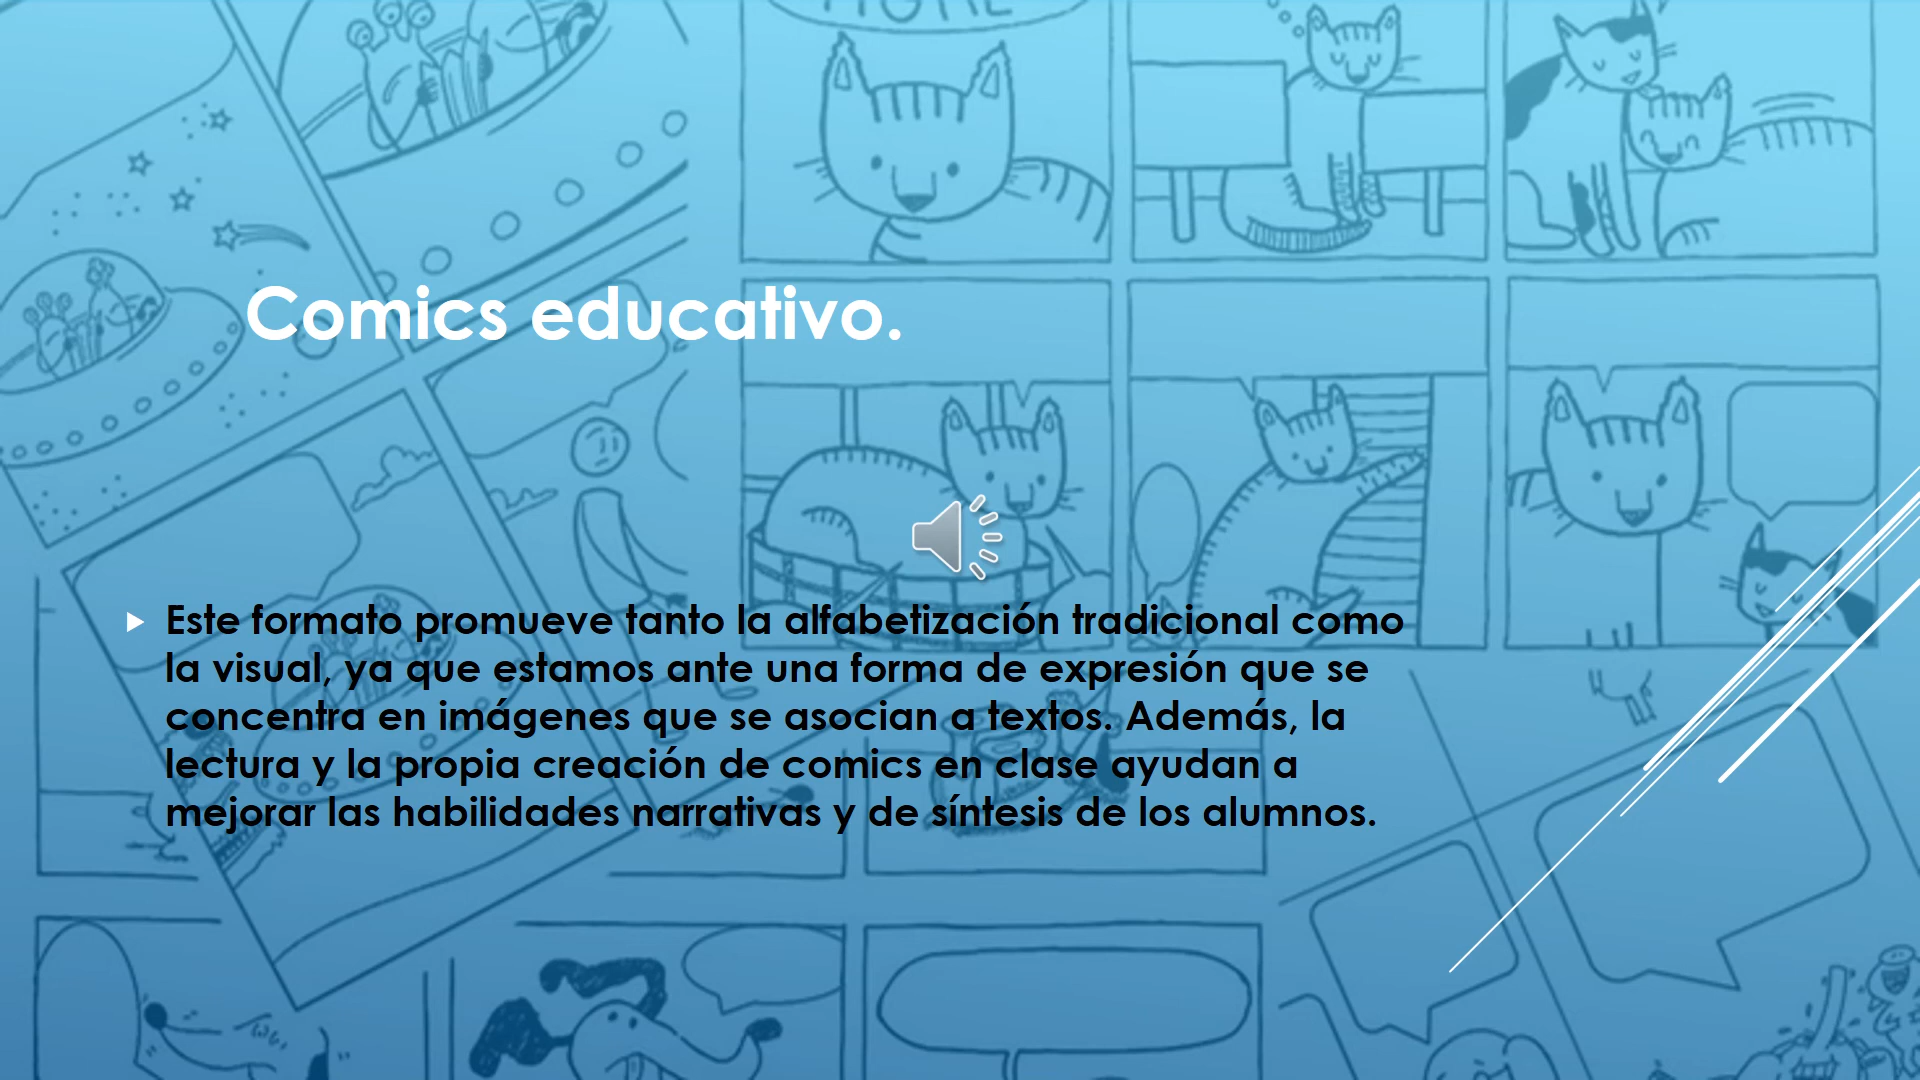 Comics educativo.
Este formato promueve tanto la alfabetización tradicional como
la visual, ya que estamos ante una forma de expresión que se
concentra en imágenes que se asocian a textos. Además, la
lectura y la propia creación de comics en clase ayudan a
mejorar las habilidades narrativas y de síntesis de los alumnos.